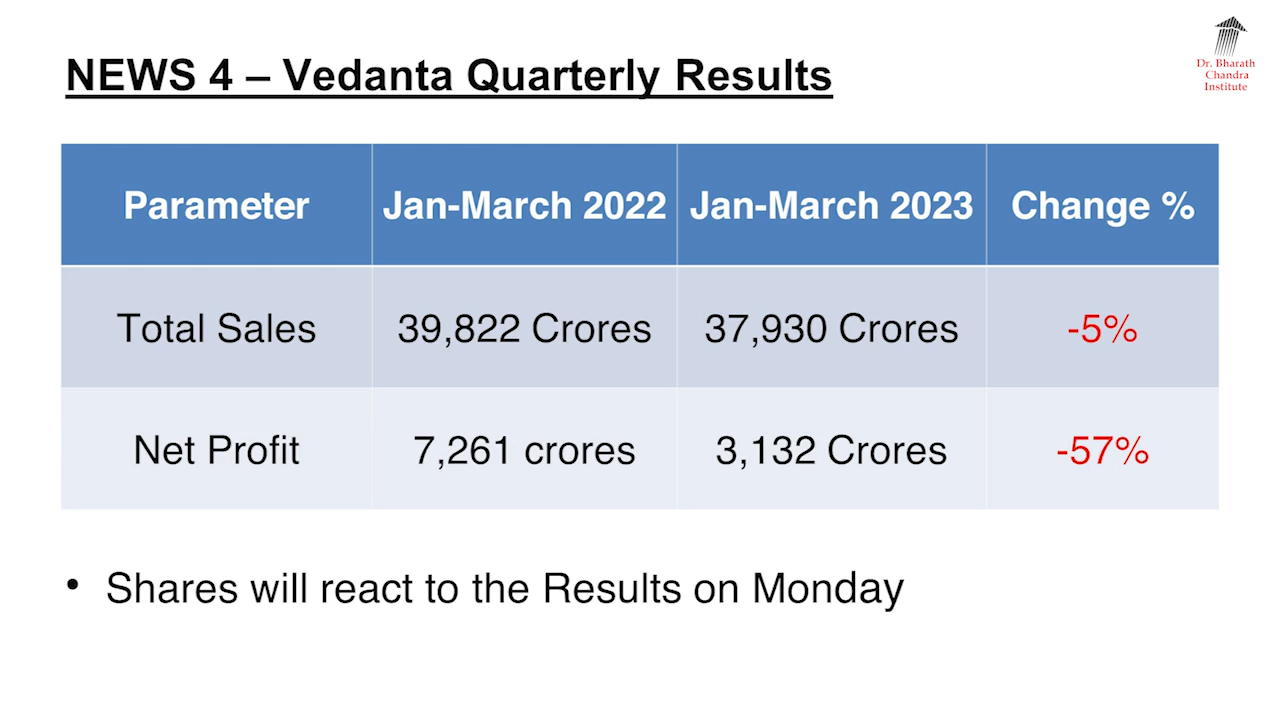 NEWS 4 – Vedanta Quarterly Results
Dr. Bharath
Chandra
Institute
Parameter Jan-March 2022 Jan-March 2023 Change %
Total Sales 39,822 Crores 37,930 Crores -5%
Net Profit 7,261 crores 3,132 Crores -57%
• Shares will react to the Results on Monday